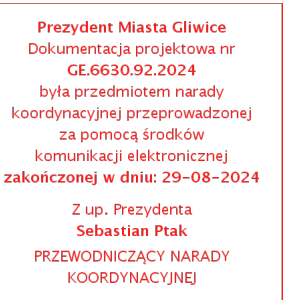 Prezydent Miasta Gliwice
Dokumentacja projektowa nr
GE.6630.92.2024
była przedmiotem narady
koordynacyjnej przeprowadzonej
za pomocą środków
komunikacji elektronicznej
zakończonej w dniu: 29-08-2024
Z up. Prezydenta
Sebastian Ptak
PRZEWODNICZĄCY NARADY
KOORDYNACYJNEJ